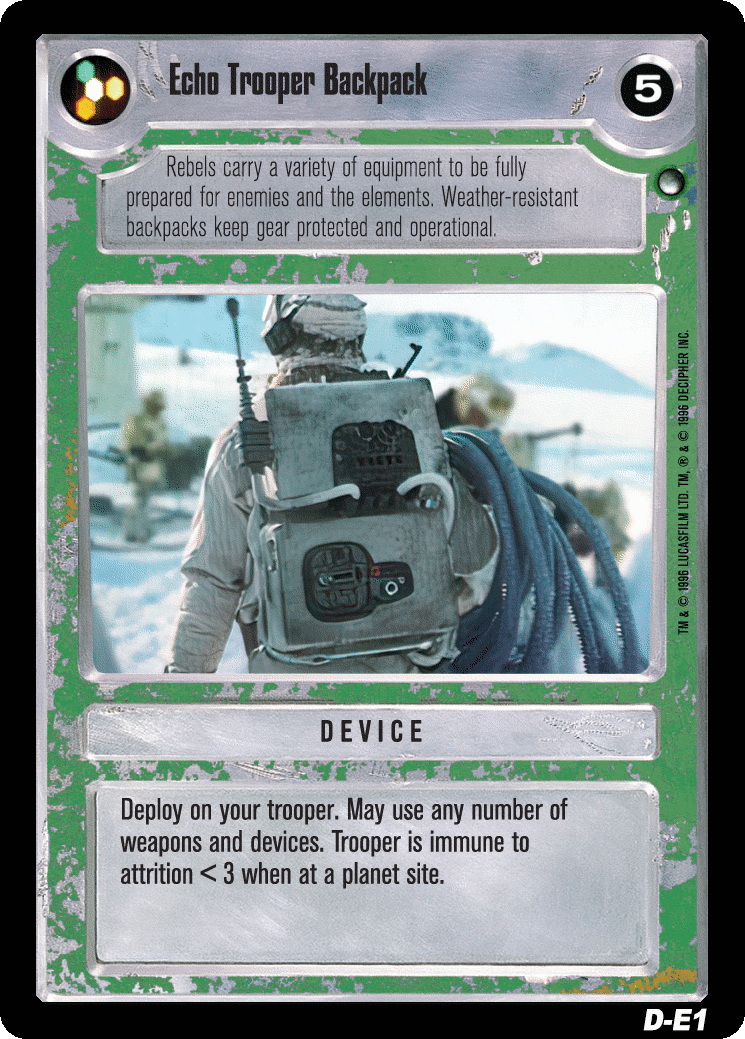 Echo Trooper Backpack
5
Rebels carry a variety of equipment to be fully
prepared for enemies and the elements. Weather-resistant
backpacks keep gear protected and operational.
TM & © 1996 LUCASFILM LTD. TM, ® & © 1996 DECIPHER INC.
DEVICE
Deploy on your trooper. May use any number of
weapons and devices. Trooper is immune to
attrition < 3 when at a planet site.
D-E1